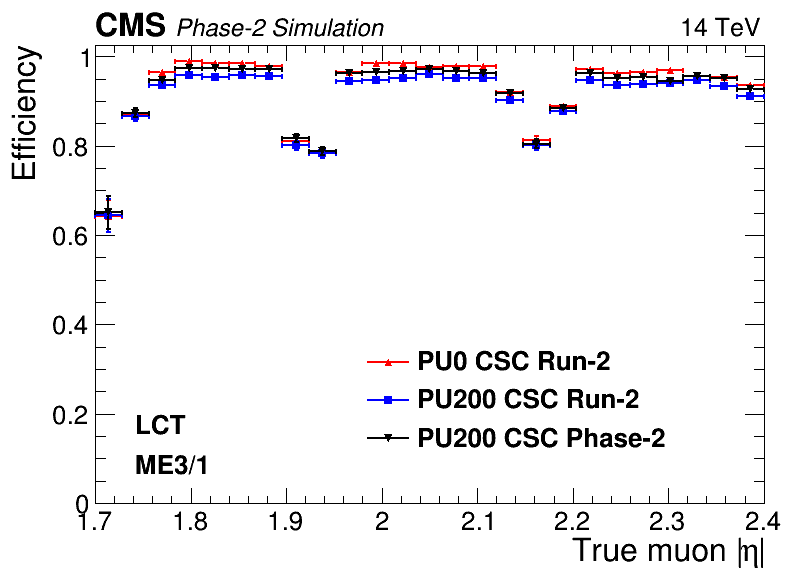 CMS Phase-2 Simulation 14 TeV
Efficiency
1
0.8
0.6
0.4
0.2
0
PU0 CSC Run-2
PU200 CSC Run-2
PU200 CSC Phase-2
LCT
ME3/1
1.7 1.8 1.9 2 2.1 2.2 2.3 2.4
True muon |η|